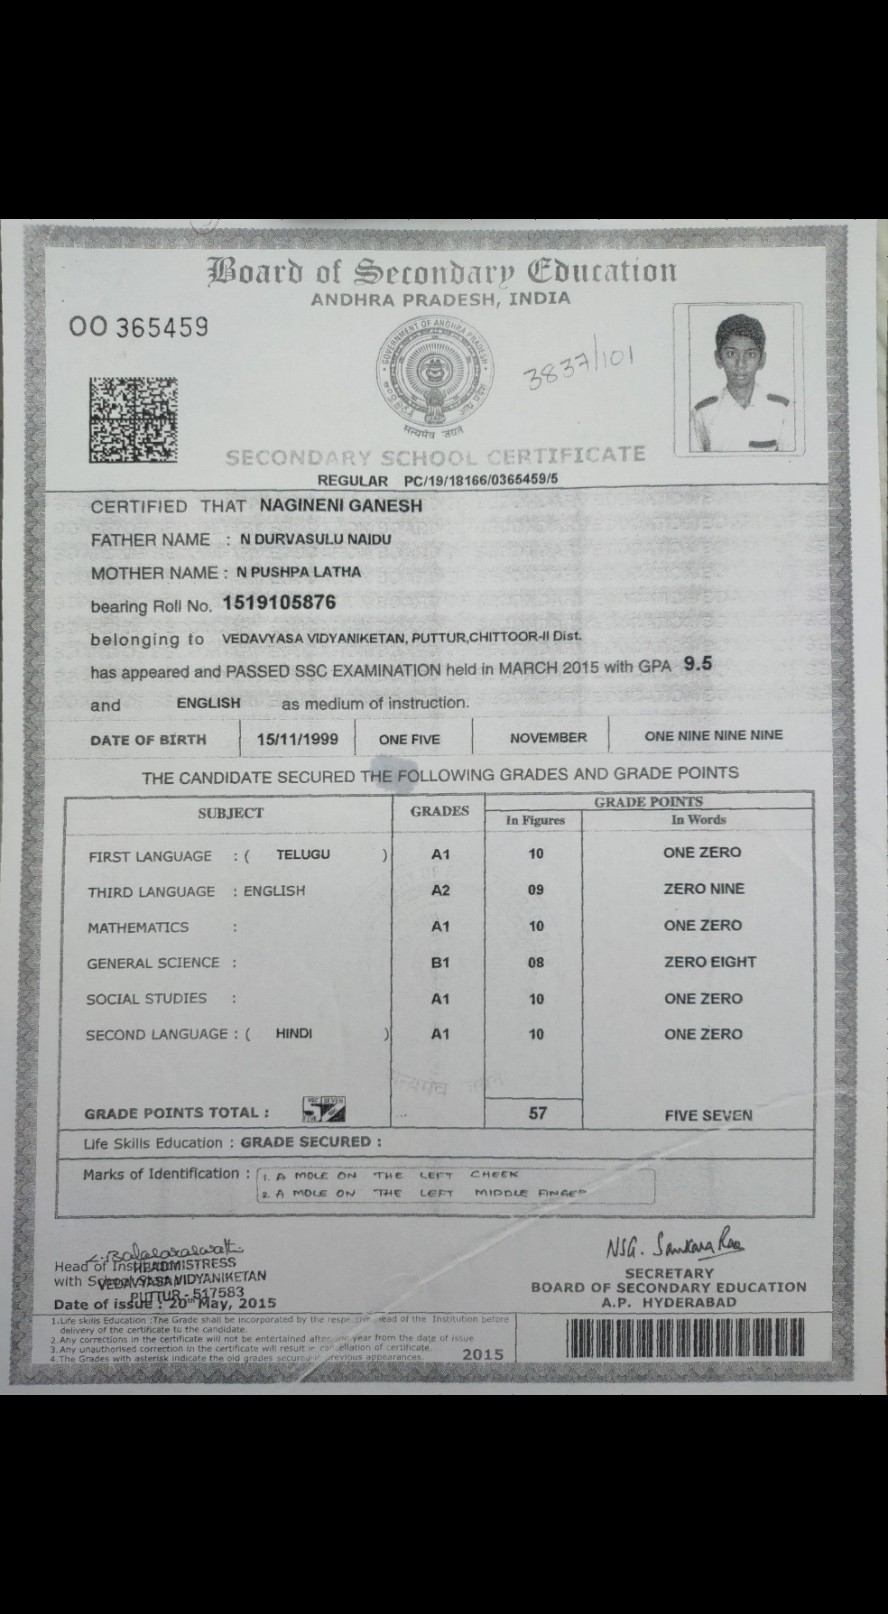 Board of Secondary Education
ANDHRA PRADESH, INDIA
OO 365459
GOVERNMENT OF ANDHRA PRADESH
सत्यमेव जयते
3837/101
SECONDARY SCHOOL CERTIFICATE
REGULAR PC/19/18166/0365459/5
CERTIFIED THAT NAGINENI GANESH
FATHER NAME : N DURVASULU NAIDU
MOTHER NAME : N PUSHPA LATHA
bearing Roll No. 1519105876
belonging to VEDAVYASA VIDYANIKETAN, PUTTUR,CHITTOOR-II Dist.
has appeared and PASSED SSC EXAMINATION held in MARCH 2015 with GPA 9.5
and ENGLISH as medium of instruction.
DATE OF BIRTH 15/11/1999 ONE FIVE NOVEMBER ONE NINE NINE NINE
THE CANDIDATE SECURED THE FOLLOWING GRADES AND GRADE POINTS
SUBJECT GRADES GRADE POINTS
In Figures In Words
FIRST LANGUAGE : ( TELUGU ) A1 10 ONE ZERO
THIRD LANGUAGE : ENGLISH A2 09 ZERO NINE
MATHEMATICS : A1 10 ONE ZERO
GENERAL SCIENCE : B1 08 ZERO EIGHT
SOCIAL STUDIES : A1 10 ONE ZERO
SECOND LANGUAGE : ( HINDI ) A1 10 ONE ZERO
GRADE POINTS TOTAL : 57 57 FIVE SEVEN
Life Skills Education : GRADE SECURED :
Marks of Identification : 1. A MOLE ON THE LEFT CHEEK
2. A MOLE ON THE LEFT MIDDLE FINGER
NSG. Sankara Rao
Head of HEADMISTRESS
with VEDAVYASA VIDYANIKETAN
PUTTUR - 517583
Date of issue : 20th May, 2015
SECRETARY
BOARD OF SECONDARY EDUCATION
A.P. HYDERABAD
1.Life skills Education :The Grade shall be incorporated by the Head of the Institution before
delivery of the certificate to the candidate.
2.Any corrections in the certificate will not be entertained after one year from the date of issue
3.Any unauthorised correction in the certificate will result in cancellation of certificate.
4.The Grades with asterisk indicate the old grades secured in previous appearances.
2015